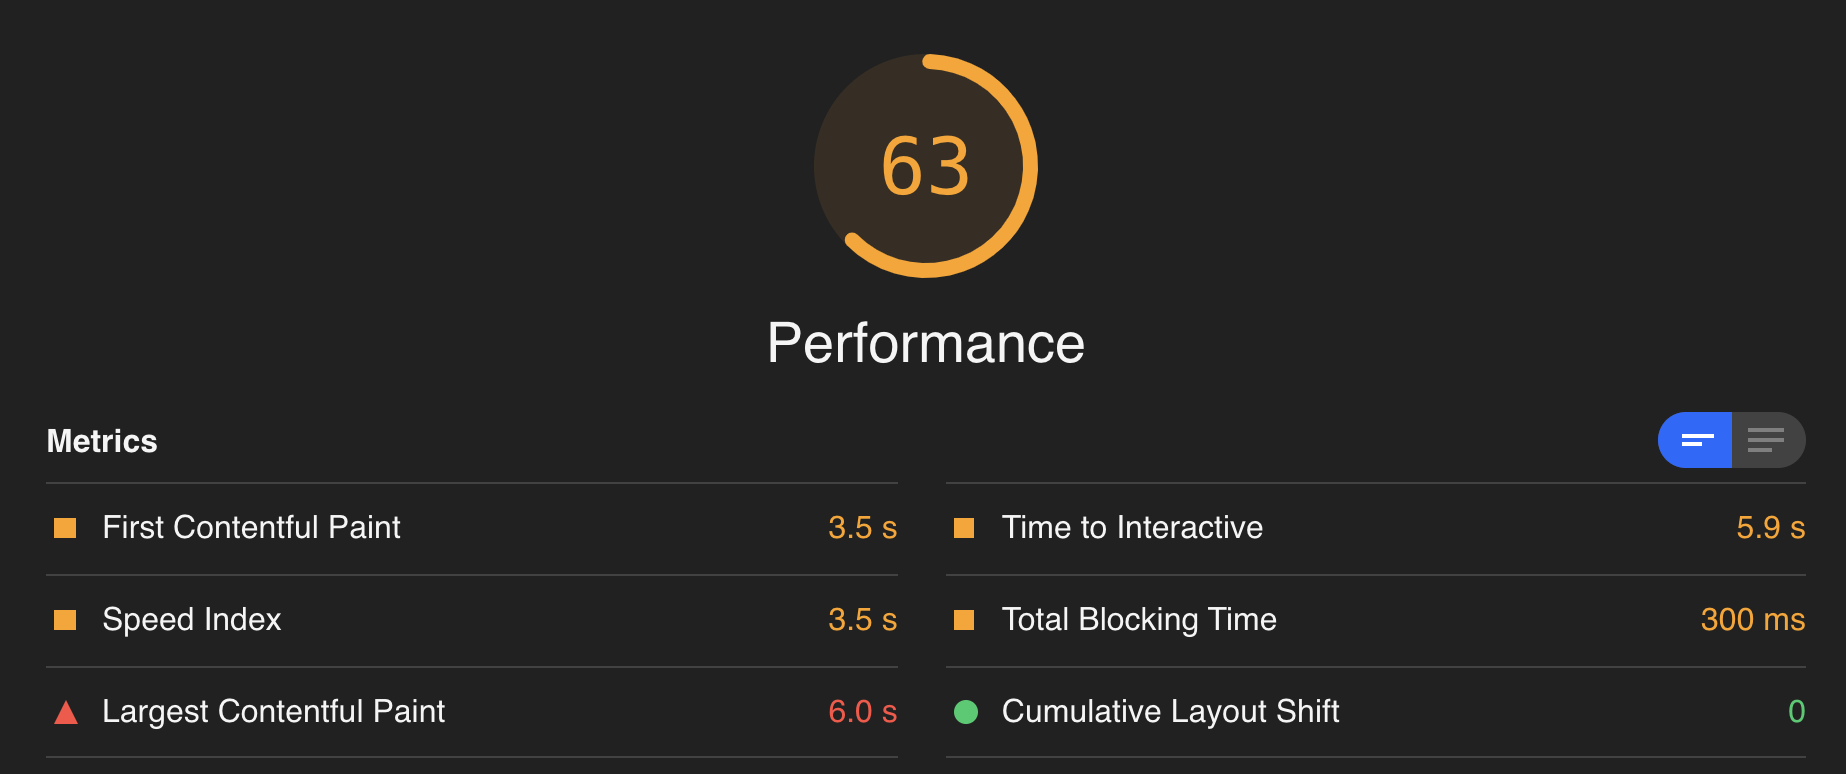 63
Performance
Metrics
First Contentful Paint 3.5 s
Time to Interactive 5.9 s
Speed Index 3.5 s
Total Blocking Time 300 ms
Largest Contentful Paint 6.0 s
Cumulative Layout Shift 0